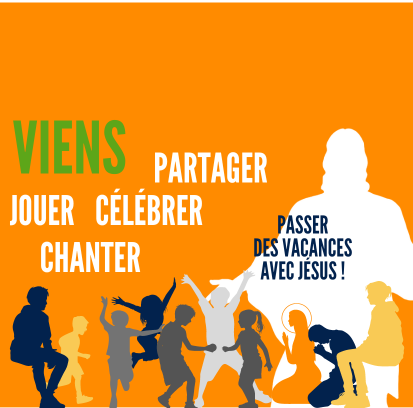 VIENS
PARTAGER
JOUER CÉLÉBRER
CHANTER
PASSER
DES VACANCES
AVEC JÉSUS !